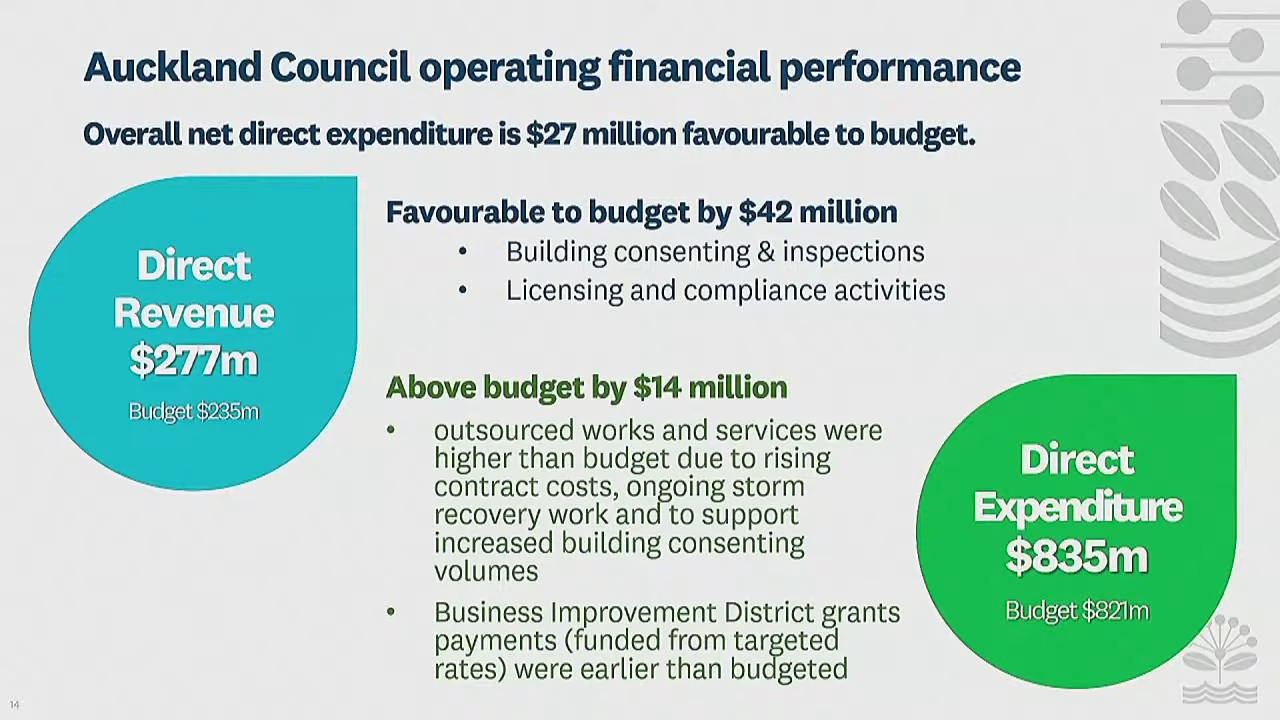 Auckland Council operating financial performance
Overall net direct expenditure is $27 million favourable to budget.
Direct
Revenue
$277m
Budget $235m
Favourable to budget by $42 million
• Building consenting & inspections
• Licensing and compliance activities
Above budget by $14 million
• outsourced works and services were
higher than budget due to rising
contract costs, ongoing storm
recovery work and to support
increased building consenting
volumes
• Business Improvement District grants
payments (funded from targeted
rates) were earlier than budgeted
Direct
Expenditure
$835m
Budget $821m
14